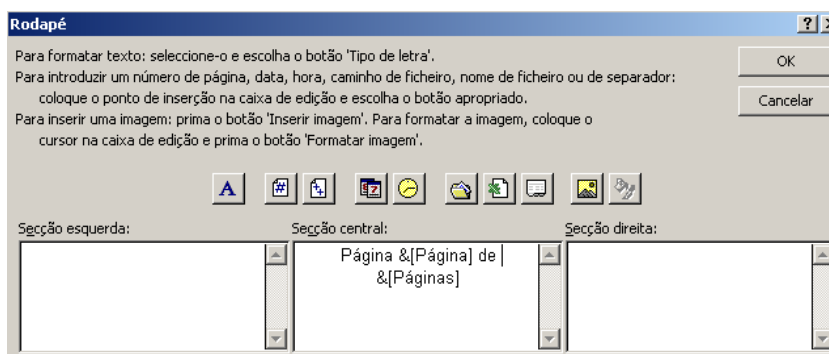 Rodapé
Para formatar texto: seleccione-o e escolha o botão 'Tipo de letra'.
Para introduzir um número de página, data, hora, caminho de ficheiro, nome de ficheiro ou de separador:
coloque o ponto de inserção na caixa de edição e escolha o botão apropriado.
Para inserir uma imagem: prima o botão 'Inserir imagem'. Para formatar a imagem, coloque o
cursor na caixa de edição e prima o botão 'Formatar imagem'.
OK
Cancelar
Secção esquerda:
Secção central:
Secção direita:
Página &[Página] de
&[Páginas]